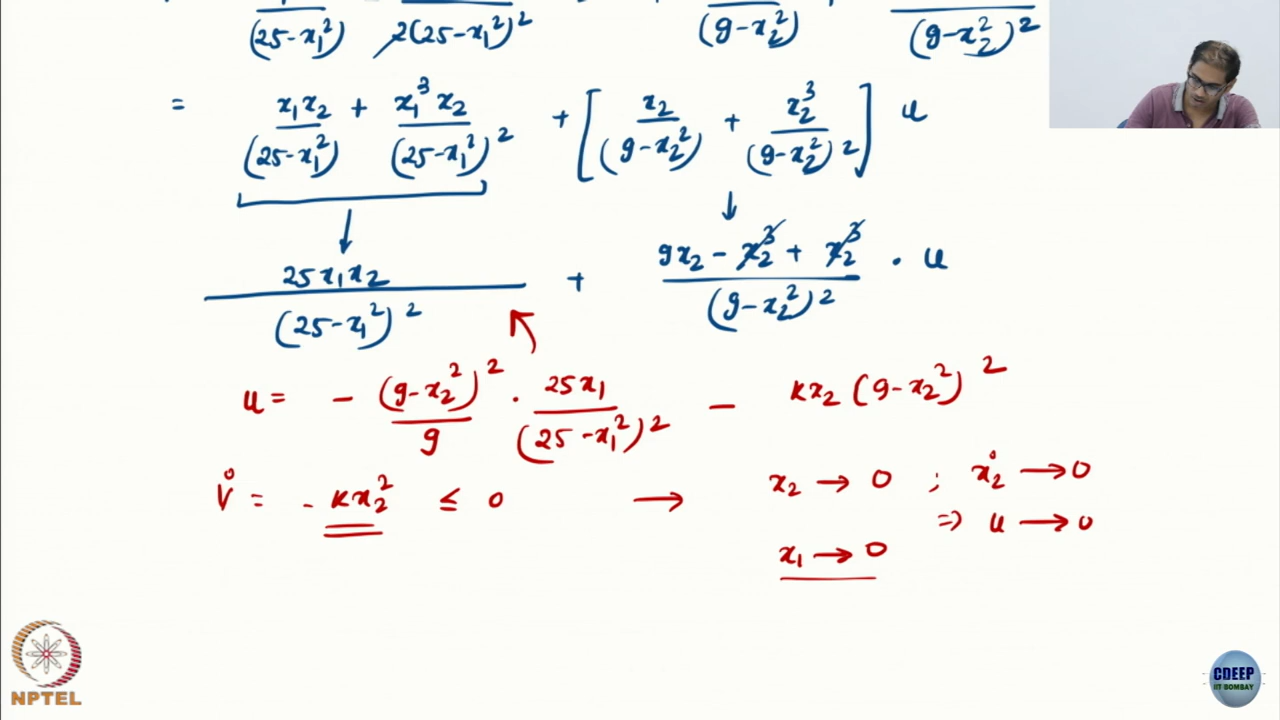 (25-x₁²) 2(25-x₁²)² (9-x₂²) (9-x₂²)²
= x₁x₂/(25-x₁²) + x₁³x₂/(25-x₁²)² + [x₂/(9-x₂²) + x₂³/(9-x₂²)²] u
↓ ↓
25x₁x₂/(25-x₁²)² + (9x₂ - x₂³ + x₂³)/(9-x₂²)² . u
u = - (9-x₂²)²/9 . 25x₁/(25-x₁²)² - kx₂(9-x₂²)²
V̇ = - kx₂² ≤ 0 → x₂ → 0 ; ẋ₂ → 0
⇒ u → 0
x₁ → 0
NPTEL
CDEEP
IIT BOMBAY